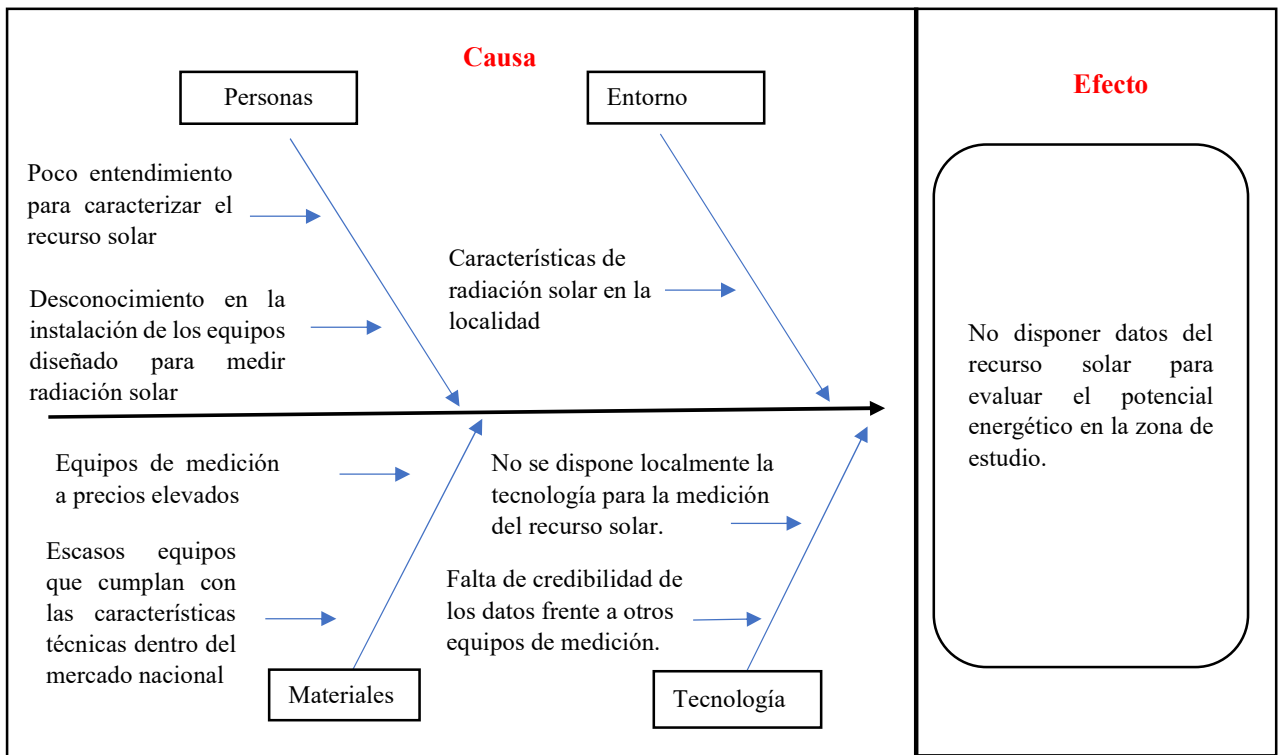 Causa
Efecto
Personas
Entorno
Poco entendimiento
para caracterizar el
recurso solar
Desconocimiento en la
instalación de los equipos
diseñado para medir
radiación solar
Características de
radiación solar en la
localidad
No disponer datos del
recurso solar para
evaluar el potencial
energético en la zona de
estudio.
Equipos de medición
a precios elevados
Escasos equipos
que cumplan con
las características
técnicas dentro del
mercado nacional
No se dispone localmente la
tecnología para la medición
del recurso solar.
Falta de credibilidad de
los datos frente a otros
equipos de medición.
Materiales
Tecnología